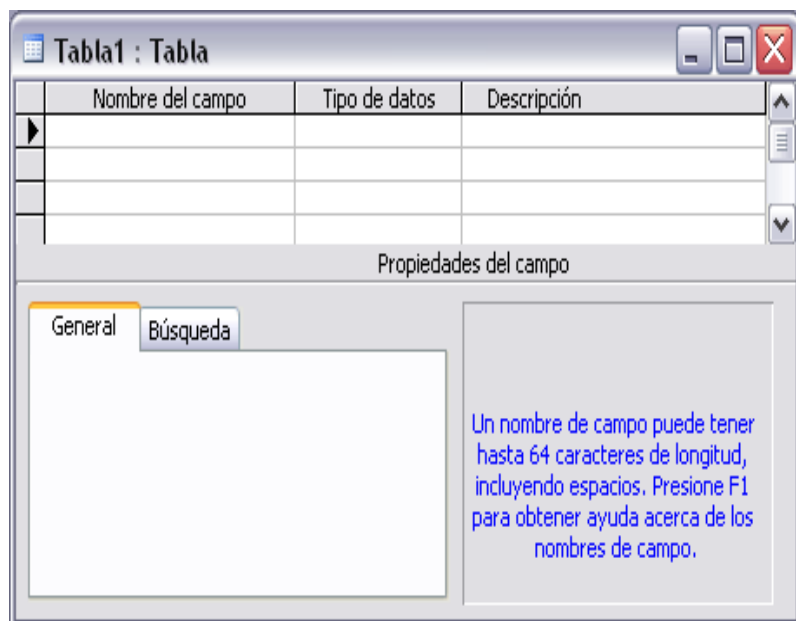 Tabla1 : Tabla
Nombre del campo Tipo de datos Descripción
Propiedades del campo
General Búsqueda
Un nombre de campo puede tener
hasta 64 caracteres de longitud,
incluyendo espacios. Presione F1
para obtener ayuda acerca de los
nombres de campo.